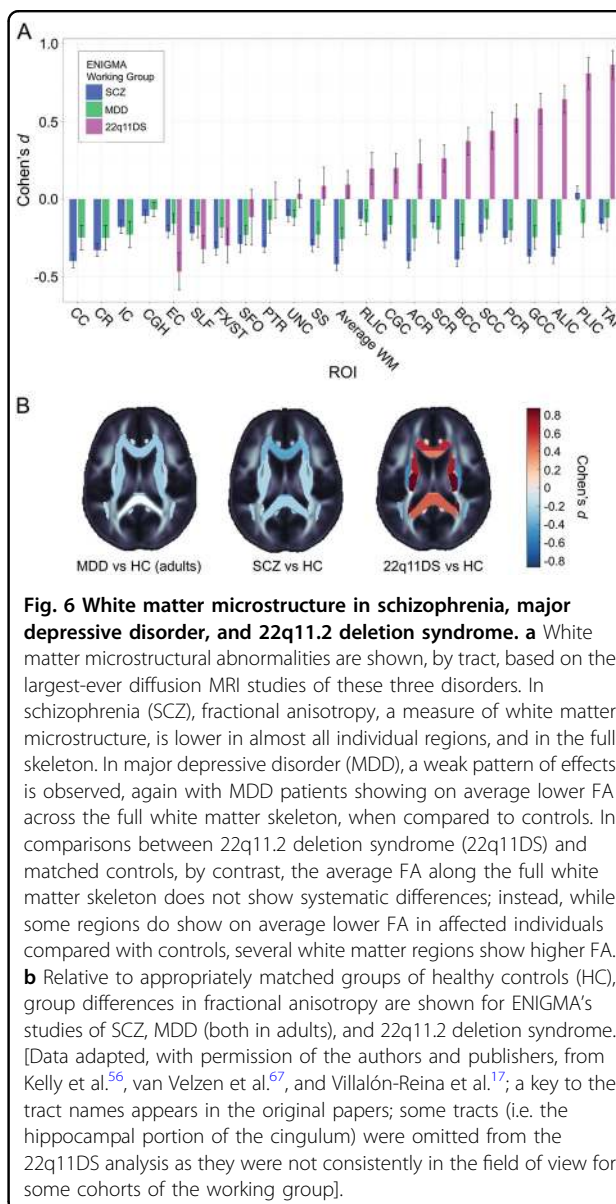 A
1.0
0.5
0.0
-0.5
Cohen's d
ENIGMA
Working Group
SCZ
MDD
22q11DS
CC
CR
IC
CGH
EC
SLF
FX/ST
SFO
PTR
UNC
SS
Average WM
RLIC
CGC
ACR
SCR
BCC
SCC
PCR
GCC
ALIC
PLIC
ROI
B
MDD vs HC (adults)
SCZ vs HC
22q11DS vs HC
0.8
0.6
0.4
0.2
0
-0.2
-0.4
-0.6
-0.8
Cohen's d
Fig. 6 White matter microstructure in schizophrenia, major
depressive disorder, and 22q11.2 deletion syndrome. a White
matter microstructural abnormalities are shown, by tract, based on the
largest-ever diffusion MRI studies of these three disorders. In
schizophrenia (SCZ), fractional anisotropy, a measure of white matter
microstructure, is lower in almost all individual regions, and in the full
skeleton. In major depressive disorder (MDD), a weak pattern of effects
is observed, again with MDD patients showing on average lower FA
across the full white matter skeleton, when compared to controls. In
comparisons between 22q11.2 deletion syndrome (22q11DS) and
matched controls, by contrast, the average FA along the full white
matter skeleton does not show systematic differences; instead, while
some regions do show on average lower FA in affected individuals
compared with controls, several white matter regions show higher FA.
b Relative to appropriately matched groups of healthy controls (HC),
group differences in fractional anisotropy are shown for ENIGMA's
studies of SCZ, MDD (both in adults), and 22q11.2 deletion syndrome.
[Data adapted, with permission of the authors and publishers, from
Kelly et al.56, van Velzen et al.67, and Villalón-Reina et al.17; a key to the
tract names appears in the original papers; some tracts (i.e. the
hippocampal portion of the cingulum) were omitted from the
22q11DS analysis as they were not consistently in the field of view for
some cohorts of the working group].